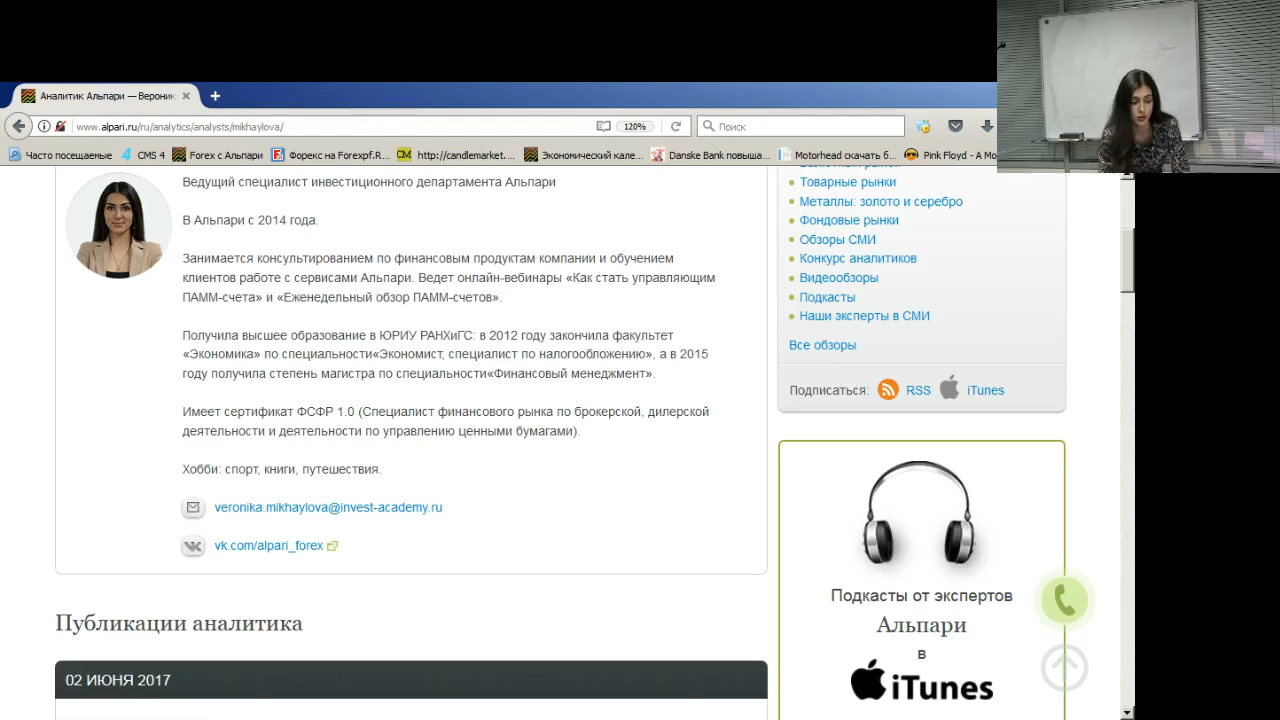 Аналитик Альпари — Вероник
www.alpari.ru/ru/analytics/analysts/mikhaylova/
120%
Поиск
Часто посещаемые
CMS 4
Forex с Альпари
Форекс на Forexpf.R...
http://candlemarket....
Экономический кале...
Danske Bank повыша...
Motorhead скачать б...
Pink Floyd - A Mo
Ведущий специалист инвестиционного департамента Альпари
В Альпари с 2014 года.
Занимается консультированием по финансовым продуктам компании и обучением
клиентов работе с сервисами Альпари. Ведет онлайн-вебинары «Как стать управляющим
ПАММ-счета» и «Еженедельный обзор ПАММ-счетов».
Получила высшее образование в ЮРИУ РАНХиГС: в 2012 году закончила факультет
«Экономика» по специальности«Экономист, специалист по налогообложению», а в 2015
году получила степень магистра по специальности«Финансовый менеджмент».
Имеет сертификат ФСФР 1.0 (Специалист финансового рынка по брокерской, дилерской
деятельности и деятельности по управлению ценными бумагами).
Хобби: спорт, книги, путешествия.
veronika.mikhaylova@invest-academy.ru
vk.com/alpari_forex
Публикации аналитика
02 ИЮНЯ 2017
Товарные рынки
Металлы: золото и серебро
Фондовые рынки
Обзоры СМИ
Конкурс аналитиков
Видеообзоры
Подкасты
Наши эксперты в СМИ
Все обзоры
Подписаться:
RSS
iTunes
Подкасты от экспертов
Альпари
в
iTunes